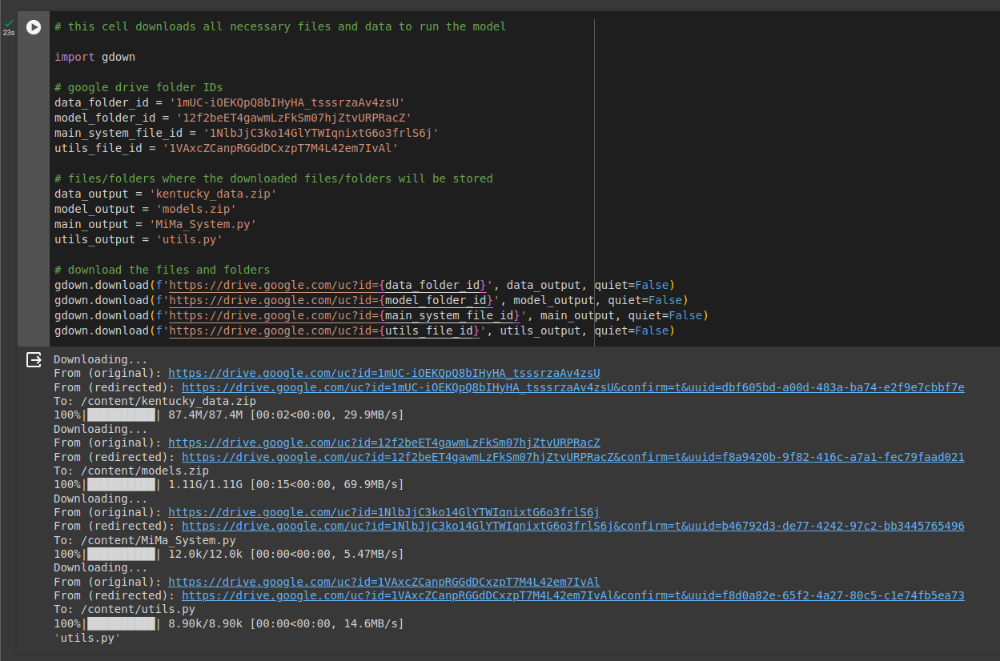 23s
# this cell downloads all necessary files and data to run the model
import gdown
# google drive folder IDs
data_folder_id = '1mUC-iOEKQpQ8bIHyHA_tsssrzaAv4zsU'
model_folder_id = '12f2beET4gawmLzFkSm07hjZtvURPRacZ'
main_system_file_id = '1NlbJjC3ko14GlYTWIqnixtG6o3frlS6j'
utils_file_id = '1VAxcZCanpRGGdDCxzpT7M4L42em7IvAl'
# files/folders where the downloaded files/folders will be stored
data_output = 'kentucky_data.zip'
model_output = 'models.zip'
main_output = 'MiMa_System.py'
utils_output = 'utils.py'
# download the files and folders
gdown.download(f'https://drive.google.com/uc?id={data_folder_id}', data_output, quiet=False)
gdown.download(f'https://drive.google.com/uc?id={model_folder_id}', model_output, quiet=False)
gdown.download(f'https://drive.google.com/uc?id={main_system_file_id}', main_output, quiet=False)
gdown.download(f'https://drive.google.com/uc?id={utils_file_id}', utils_output, quiet=False)
Downloading...
From (original): https://drive.google.com/uc?id=1mUC-iOEKQpQ8bIHyHA_tsssrzaAv4zsU
From (redirected): https://drive.google.com/uc?id=1mUC-iOEKQpQ8bIHyHA_tsssrzaAv4zsU&confirm=t&uuid=dbf605bd-a00d-483a-ba74-e2f9e7cbbf7e
To: /content/kentucky_data.zip
100%|██████████| 87.4M/87.4M [00:02<00:00, 29.9MB/s]
Downloading...
From (original): https://drive.google.com/uc?id=12f2beET4gawmLzFkSm07hjZtvURPRacZ
From (redirected): https://drive.google.com/uc?id=12f2beET4gawmLzFkSm07hjZtvURPRacZ&confirm=t&uuid=f8a9420b-9f82-416c-a7a1-fec79faad021
To: /content/models.zip
100%|██████████| 1.11G/1.11G [00:15<00:00, 69.9MB/s]
Downloading...
From (original): https://drive.google.com/uc?id=1NlbJjC3ko14GlYTWIqnixtG6o3frlS6j
From (redirected): https://drive.google.com/uc?id=1NlbJjC3ko14GlYTWIqnixtG6o3frlS6j&confirm=t&uuid=b46792d3-de77-4242-97c2-bb3445765496
To: /content/MiMa_System.py
100%|██████████| 12.0k/12.0k [00:00<00:00, 5.47MB/s]
Downloading...
From (original): https://drive.google.com/uc?id=1VAxcZCanpRGGdDCxzpT7M4L42em7IvAl
From (redirected): https://drive.google.com/uc?id=1VAxcZCanpRGGdDCxzpT7M4L42em7IvAl&confirm=t&uuid=f8d0a82e-65f2-4a27-80c5-c1e74fb5ea73
To: /content/utils.py
100%|██████████| 8.90k/8.90k [00:00<00:00, 14.6MB/s]
'utils.py'